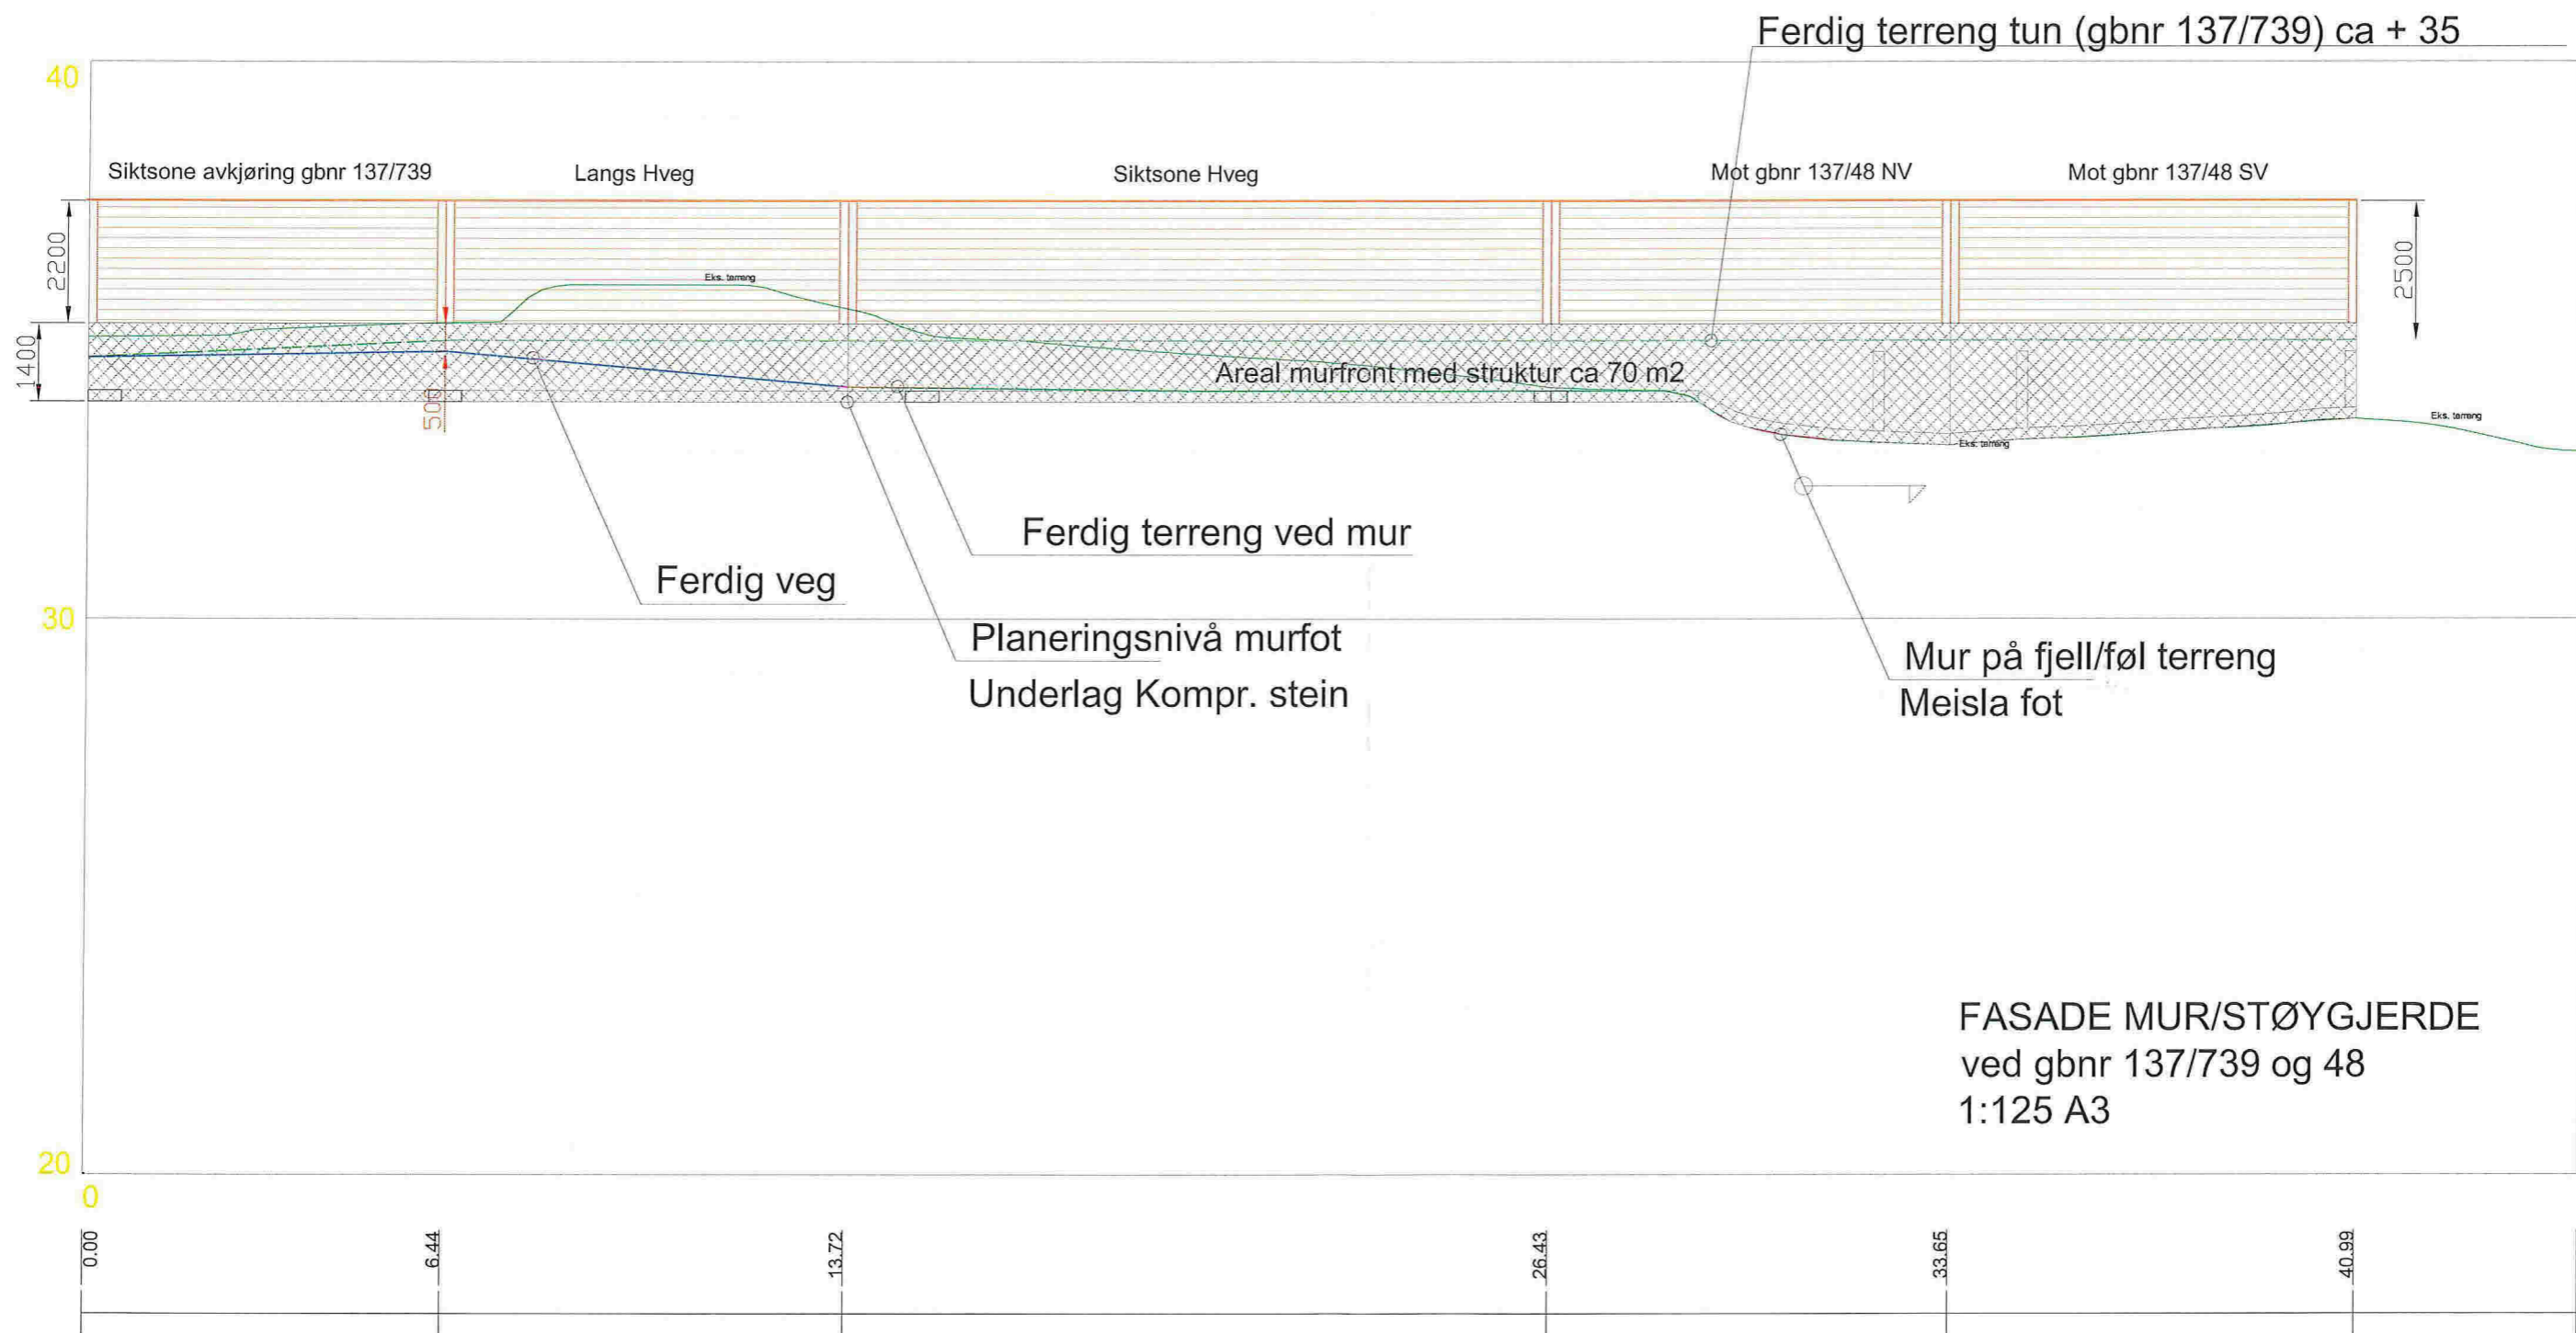 Ferdig terreng tun (gbnr 137/739) ca + 35
40
Siktsone avkjøring gbnr 137/739
Langs Hveg
Siktsone Hveg
Mot gbnr 137/48 NV
Mot gbnr 137/48 SV
2200
2500
Eks. terreng
1400
Areal murfront med struktur ca 70 m2
500
Eks. terreng
Eks. terreng
Ferdig terreng ved mur
Ferdig veg
30
Planeringsnivå murfot
Underlag Kompr. stein
Mur på fjell/føl terreng
Meisla fot
FASADE MUR/STØYGJERDE
ved gbnr 137/739 og 48
1:125 A3
20
0
0.00
6.44
13.72
26.43
33.65
40.99